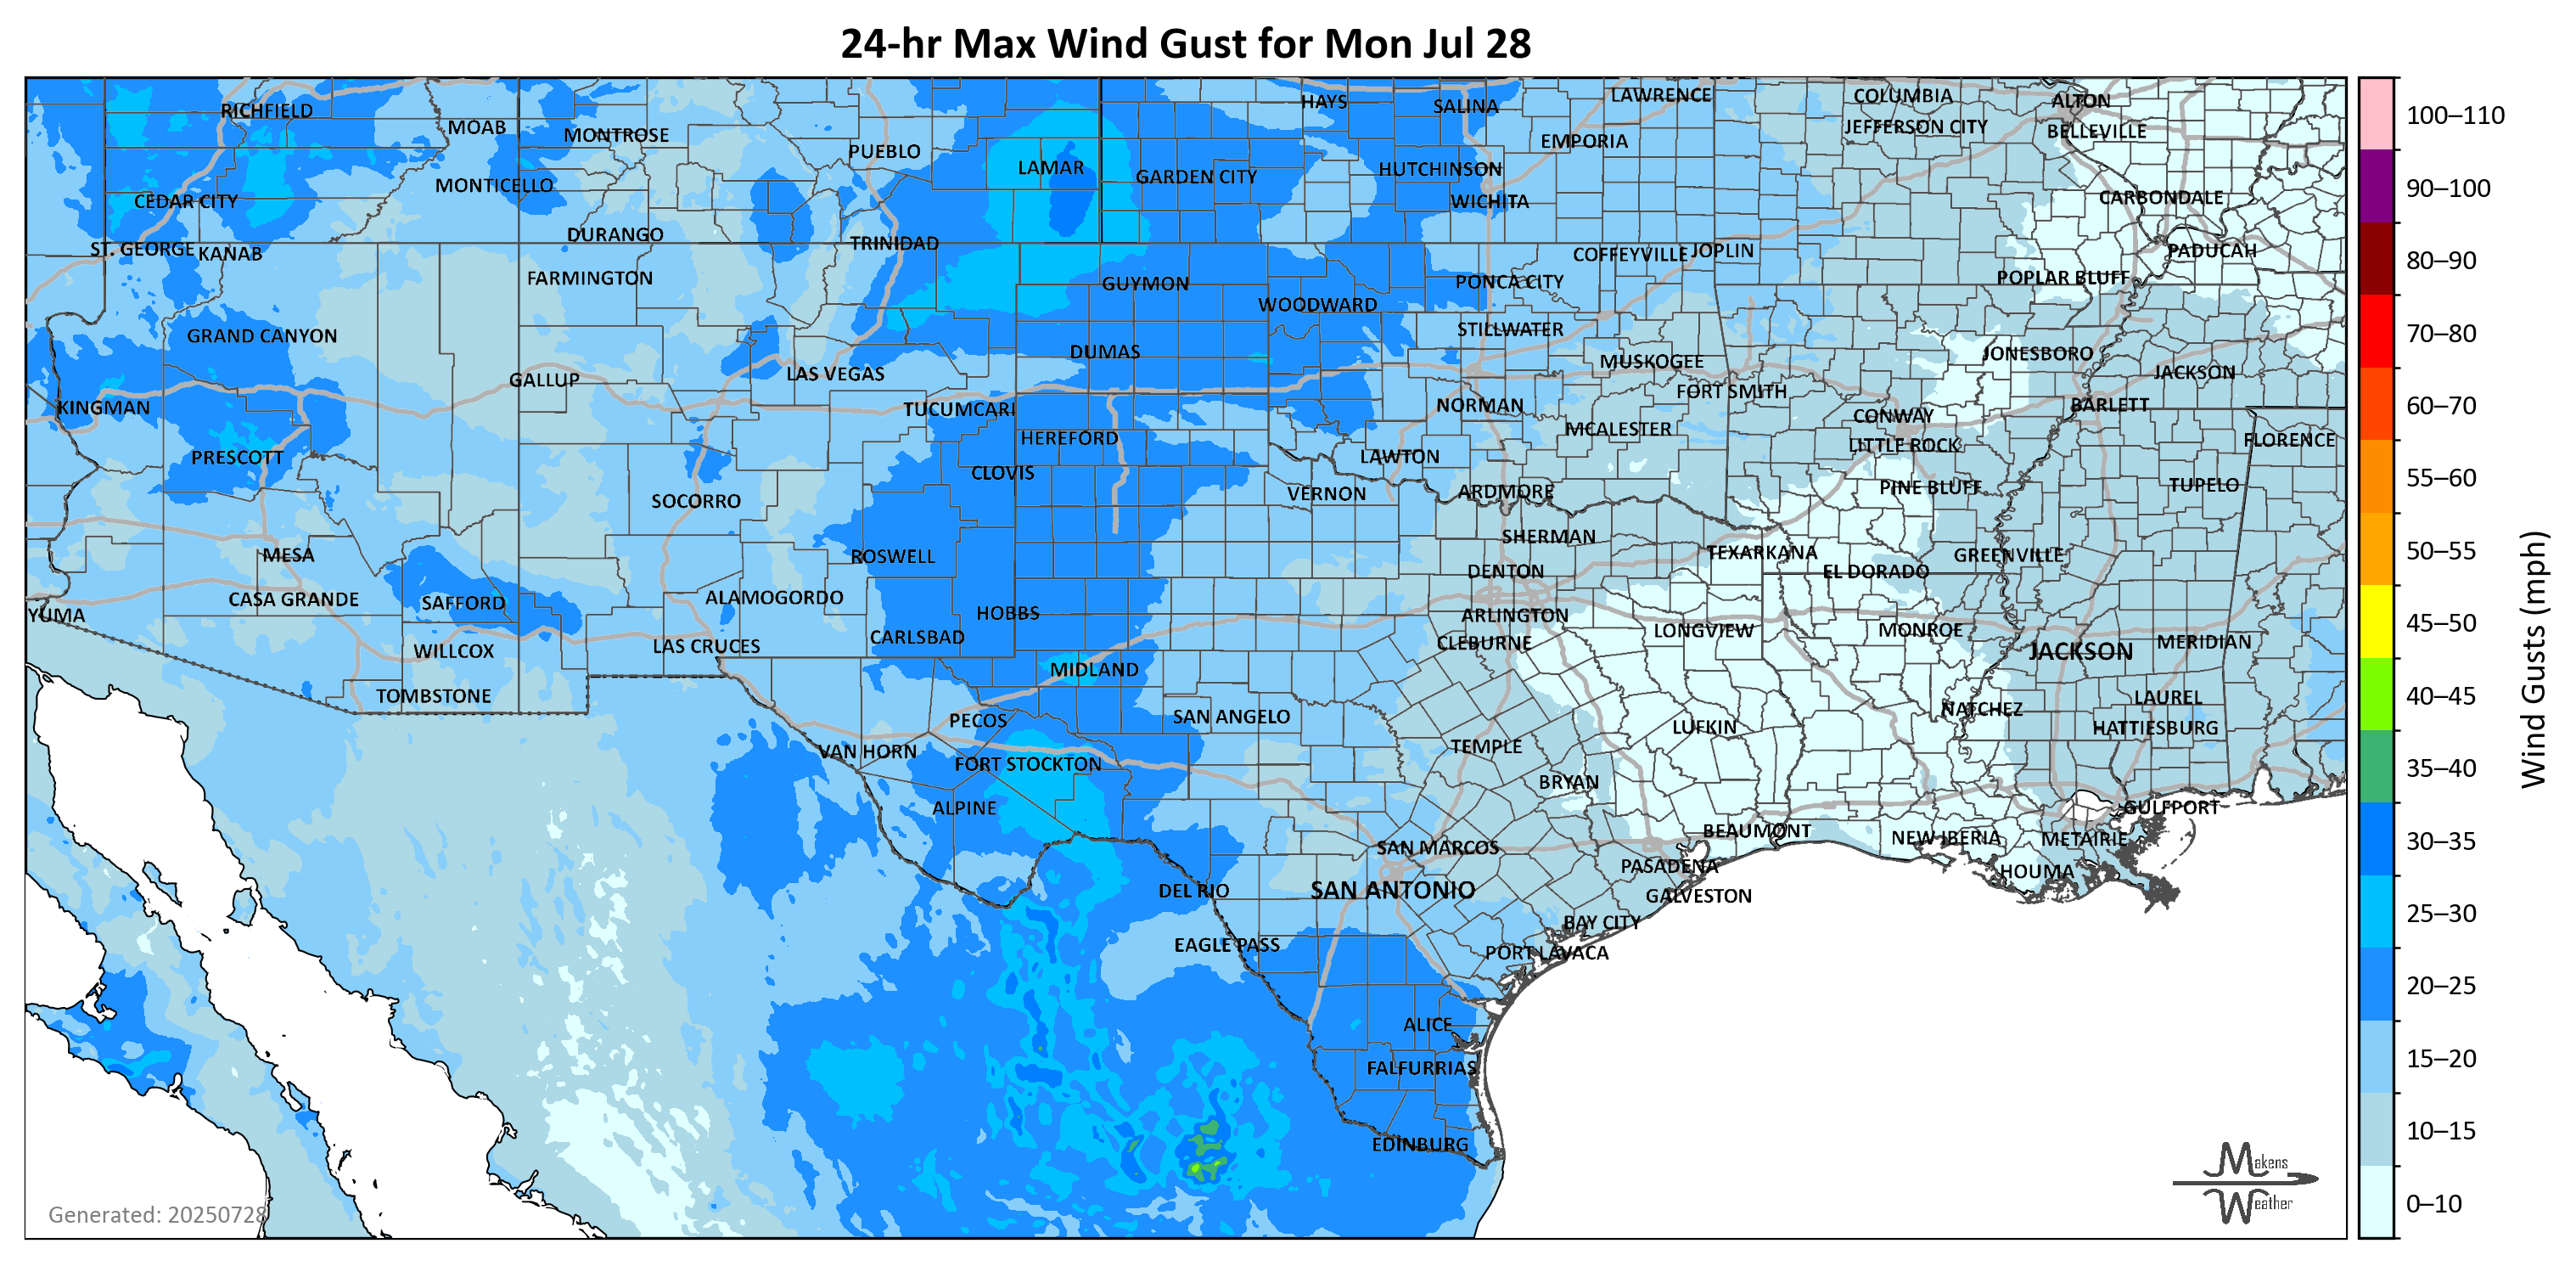 24-hr Max Wind Gust for Mon Jul 28
RICHFIELD
MOAB
MONTROSE
PUEBLO
LAMAR
HAYS
SALINA
LAWRENCE
COLUMBIA
ALTON
EMPORIA
JEFFERSON CITY
BELLEVILLE
CEDAR CITY
MONTICELLO
GARDEN CITY
HUTCHINSON
WICHITA
CARBONDALE
ST. GEORGE
KANAB
DURANGO
TRINIDAD
COFFEYVILLE
JOPLIN
PADUCAH
FARMINGTON
GUYMON
PONCA CITY
POPLAR BLUFF
WOODWARD
GRAND CANYON
STILLWATER
DUMAS
MUSKOGEE
JONESBORO
GALLUP
LAS VEGAS
JACKSON
FORT SMITH
KINGMAN
TUCUMCARI
NORMAN
CONWAY
BARLETT
HEREFORD
MCALESTER
LITTLE ROCK
FLORENCE
PRESCOTT
CLOVIS
LAWTON
SOCORRO
VERNON
ARDMORE
PINE BLUFF
TUPELO
MESA
ROSWELL
SHERMAN
TEXARKANA
GREENVILLE
DENTON
EL DORADO
YUMA
CASA GRANDE
SAFFORD
ALAMOGORDO
HOBBS
ARLINGTON
WILLCOX
LAS CRUCES
CARLSBAD
CLEBURNE
LONGVIEW
MONROE
JACKSON
MERIDIAN
TOMBSTONE
MIDLAND
LAUREL
PECOS
SAN ANGELO
LUFKIN
NATCHEZ
HATTIESBURG
VAN HORN
FORT STOCKTON
TEMPLE
ALPINE
BRYAN
GULFPORT
SAN MARCOS
BEAUMONT
NEW IBERIA
METAIRIE
DEL RIO
SAN ANTONIO
PASADENA
HOUMA
GALVESTON
EAGLE PASS
BAY CITY
PORT LAVACA
ALICE
FALFURRIAS
EDINBURG
Generated: 20250728
Makens
Weather
100–110
90–100
80–90
70–80
60–70
55–60
50–55
45–50
40–45
35–40
30–35
25–30
20–25
15–20
10–15
0–10
Wind Gusts (mph)